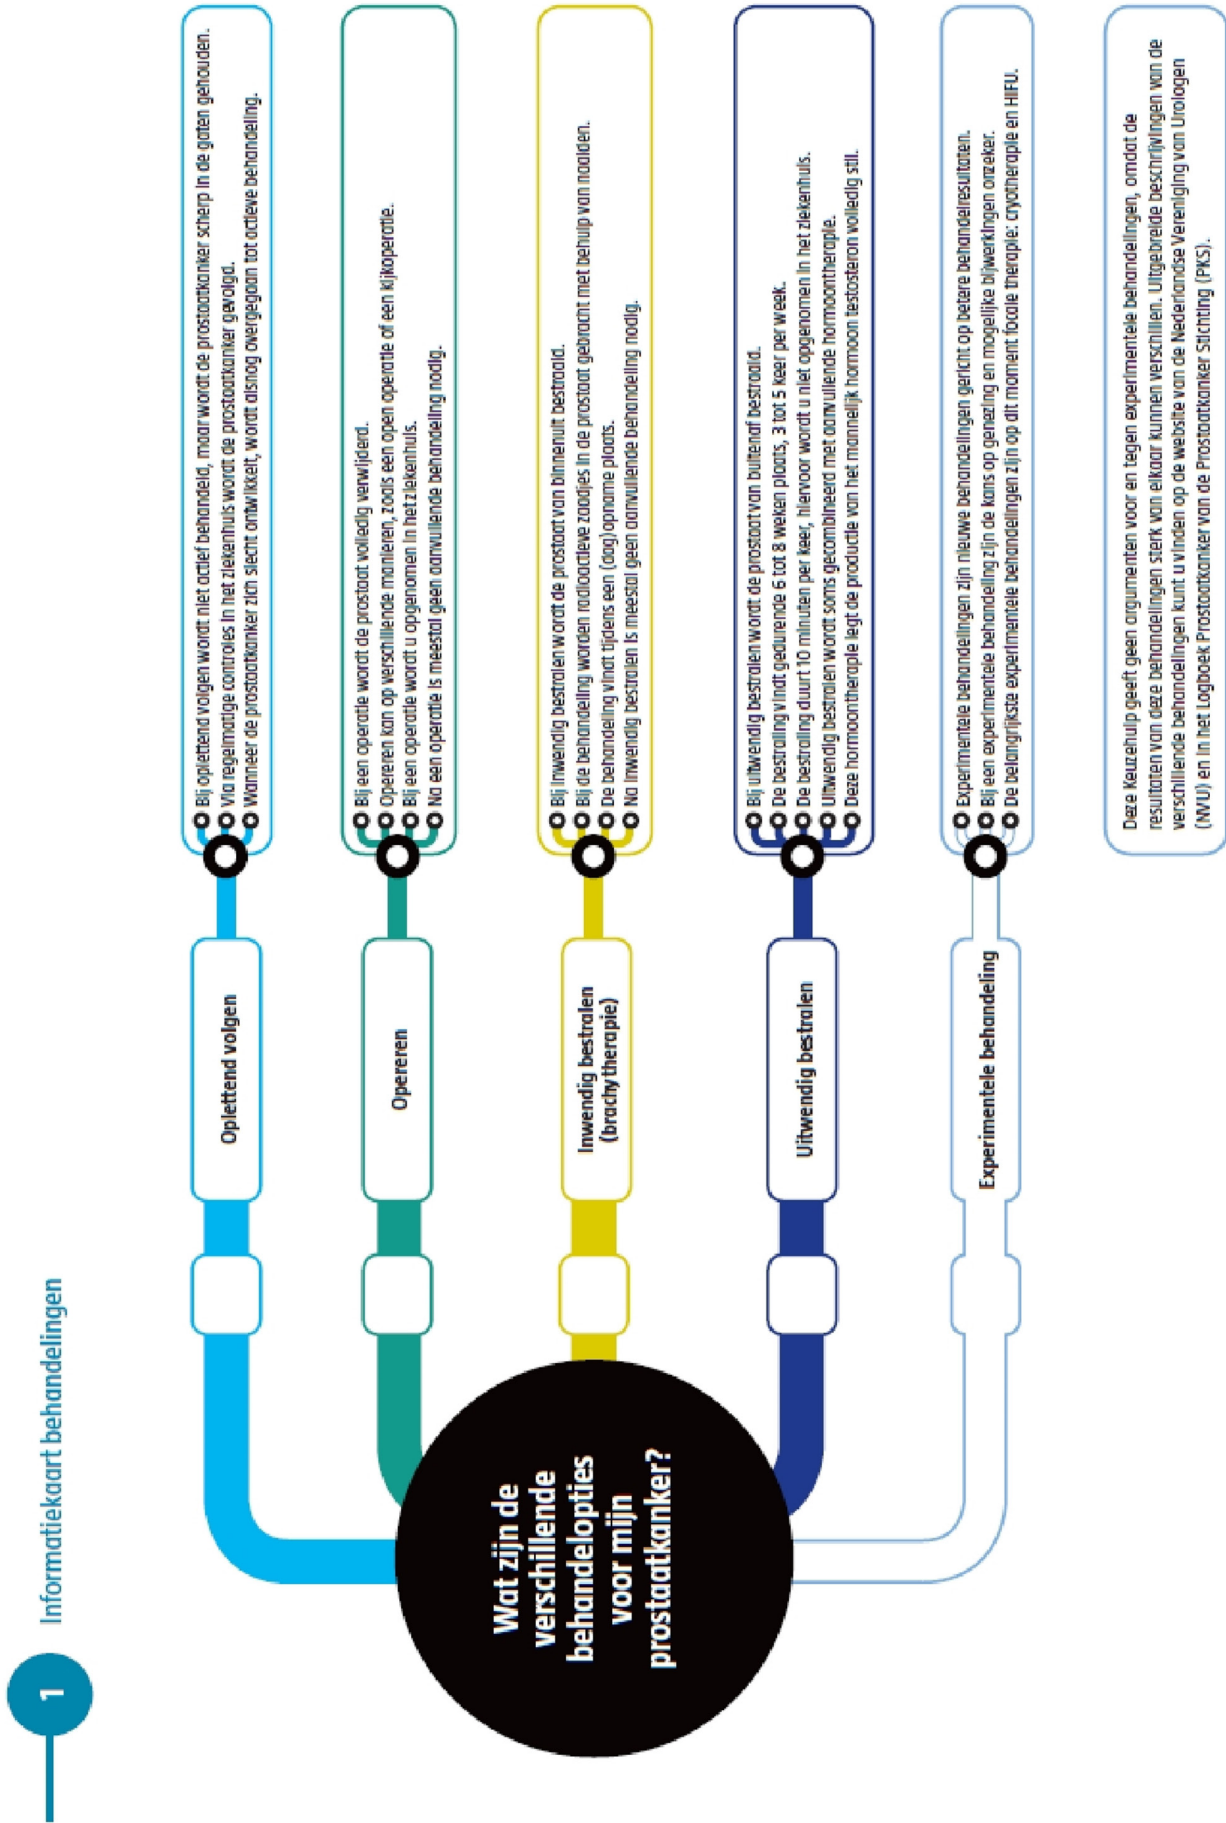 1
Informatiekaart behandelingen
Wat zijn de
verschillende
behandelopties
voor mijn
prostaatkanker?
Oplettend volgen
Bij oplettend volgen wordt niet actief behandeld, maar wordt de prostaatkanker scherp in de gaten gehouden.
Via regelmatige controles in het ziekenhuis wordt de prostaatkanker gevolgd.
Wanneer de prostaatkanker zich slecht ontwikkelt, wordt alsnog overgegaan tot actieve behandeling.
Opereren
Bij een operatie wordt de prostaat volledig verwijderd.
Opereren kan op verschillende manieren, zoals een open operatie of een kijkoperatie.
Bij een operatie wordt u opgenomen in het ziekenhuis.
Na een operatie is meestal geen aanvullende behandeling nodig.
Inwendig bestralen
(brachytherapie)
Bij inwendig bestralen wordt de prostaat van binnenuit bestraald.
Bij de behandeling worden radioactieve zaadjes in de prostaat gebracht met behulp van naalden.
De behandeling vindt tijdens een (dag)opname plaats.
Na inwendig bestralen is meestal geen aanvullende behandeling nodig.
Uitwendig bestralen
Bij uitwendig bestralen wordt de prostaat van buitenaf bestraald.
De bestraling vindt gedurende 6 tot 8 weken plaats, 3 tot 5 keer per week.
De bestraling duurt 10 minuten per keer, hiervoor wordt u niet opgenomen in het ziekenhuis.
Uitwendig bestralen wordt soms gecombineerd met aanvullende hormoontherapie.
Deze hormoontherapie legt de productie van het mannelijk hormoon testosteron volledig stil.
Experimentele behandeling
Experimentele behandelingen zijn nieuwe behandelingen gericht op betere behandelresultaten.
Bij een experimentele behandeling zijn de kans op genezing en mogelijke bijwerkingen onzeker.
De belangrijkste experimentele behandelingen zijn op dit moment focale therapie: cryotherapie en HIFU.
Deze Keuzehulp geeft geen argumenten voor en tegen experimentele behandelingen, omdat de
resultaten van deze behandelingen sterk van elkaar kunnen verschillen. Uitgebreide beschrijvingen van de
verschillende behandelingen kunt u vinden op de website van de Nederlandse Vereniging van Urologen
(NVU) en in het Logboek Prostaatkanker van de Prostaatkanker Stichting (PKS).